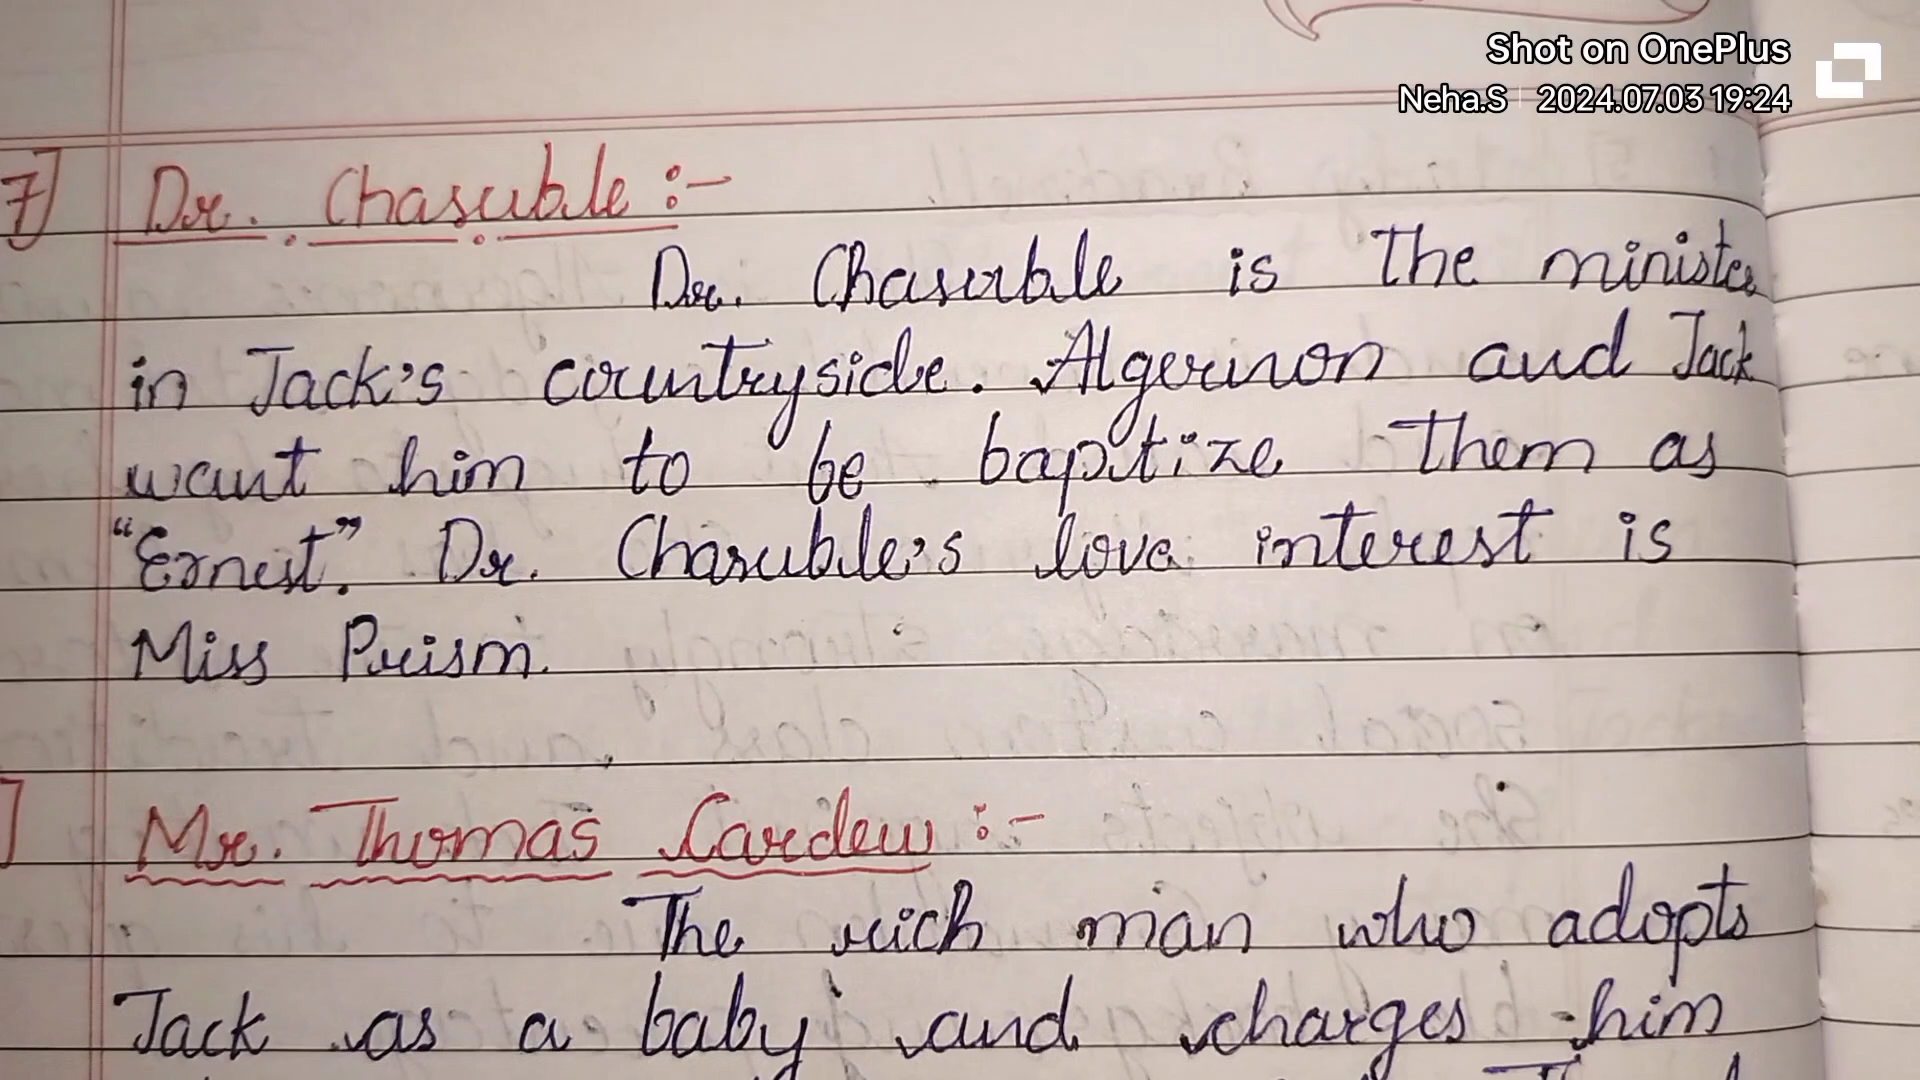 Shot on OnePlus
Neha.S | 2024.07.03 19:24
7] Dr. Chasuble :-
Dr. Chasuble is the minister
in Jack's countryside. Algernon and Jack
want him to be baptize them as
"Ernest". Dr. Chasuble's love interest is
Miss Prism.
] Mr. Thomas Cardew :-
The rich man who adopts
Jack as a baby and charges him